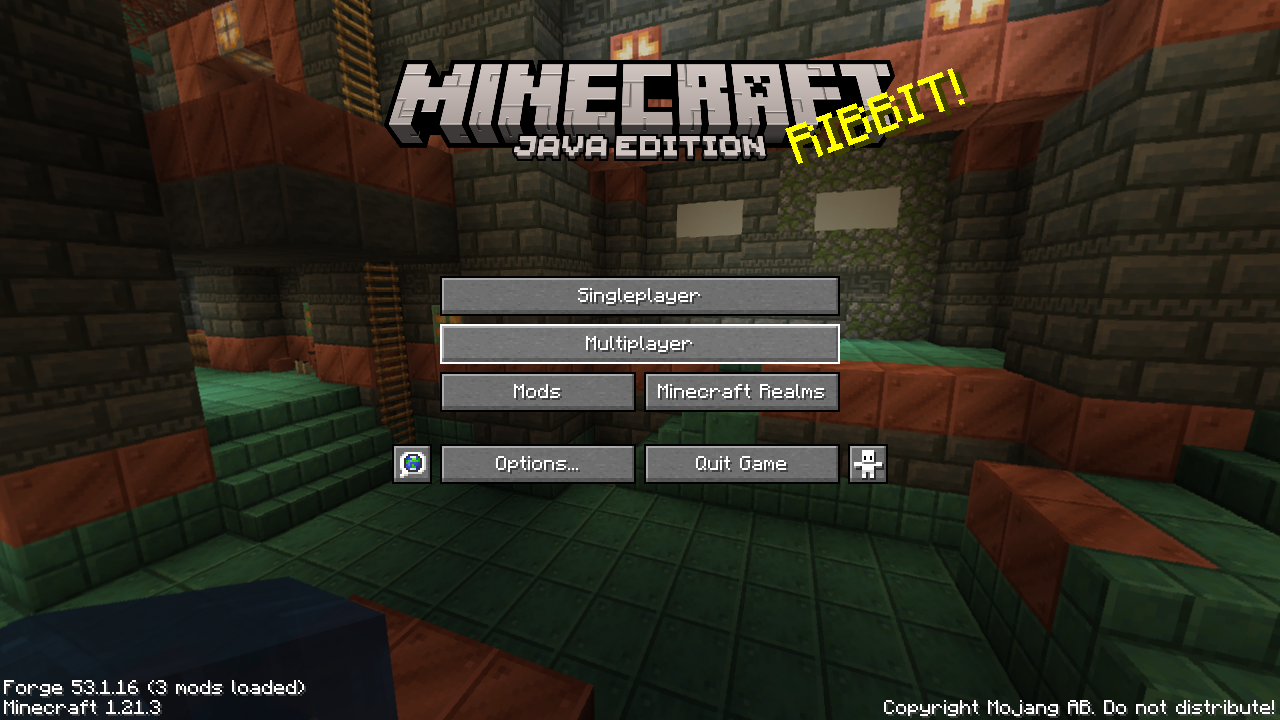 MINECRAFT
JAVA EDITION
RIBBIT!
Singleplayer
Multiplayer
Mods
Minecraft Realms
Options...
Quit Game
Forge 53.1.16 (3 mods loaded)
Minecraft 1.21.3
Copyright Mojang AB. Do not distribute!